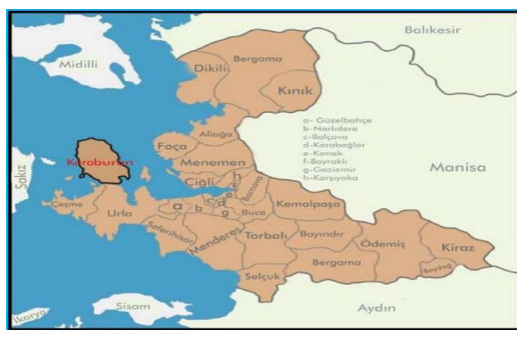 Balıkesir
Midilli
Dikili
Bergama
Kınık
a- Güzelbahçe
b-Narlıdere
c-Balçova
d-Karabağlar
e-Konak
f-Bayraklı
g-Gaziemir
h-Karşıyaka
Aliağa
Foça
Karaburun
Menemen
Manisa
Sakız
Çiğli
Bornova
Çeşme
Urla
a
b
c
d
e
f
g
h
Buca
Kemalpaşa
Seferihisar
Menderes
Torbalı
Bayındır
Ödemiş
Kiraz
Bergama
Beydağ
Selçuk
Sisam
Aydın
İkarya